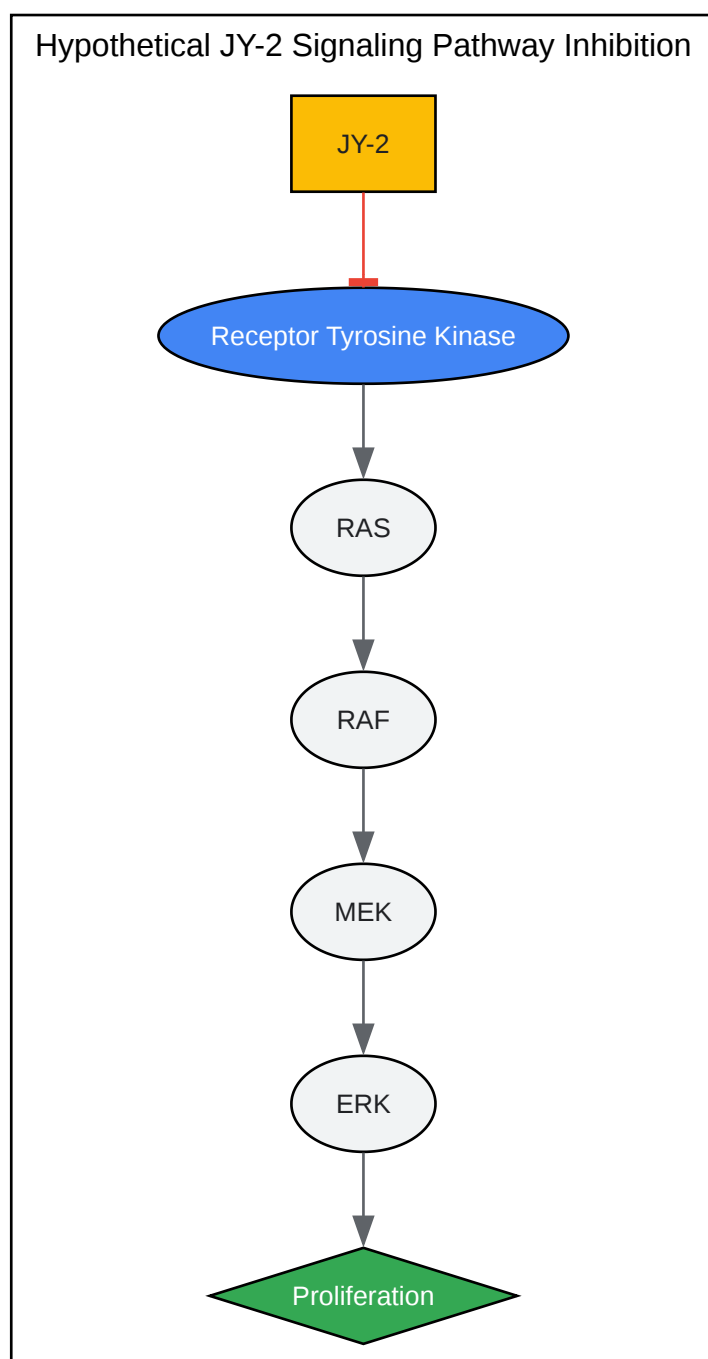 Hypothetical JY-2 Signaling Pathway Inhibition
JY-2
Receptor Tyrosine Kinase
RAS
RAF
MEK
ERK
Proliferation